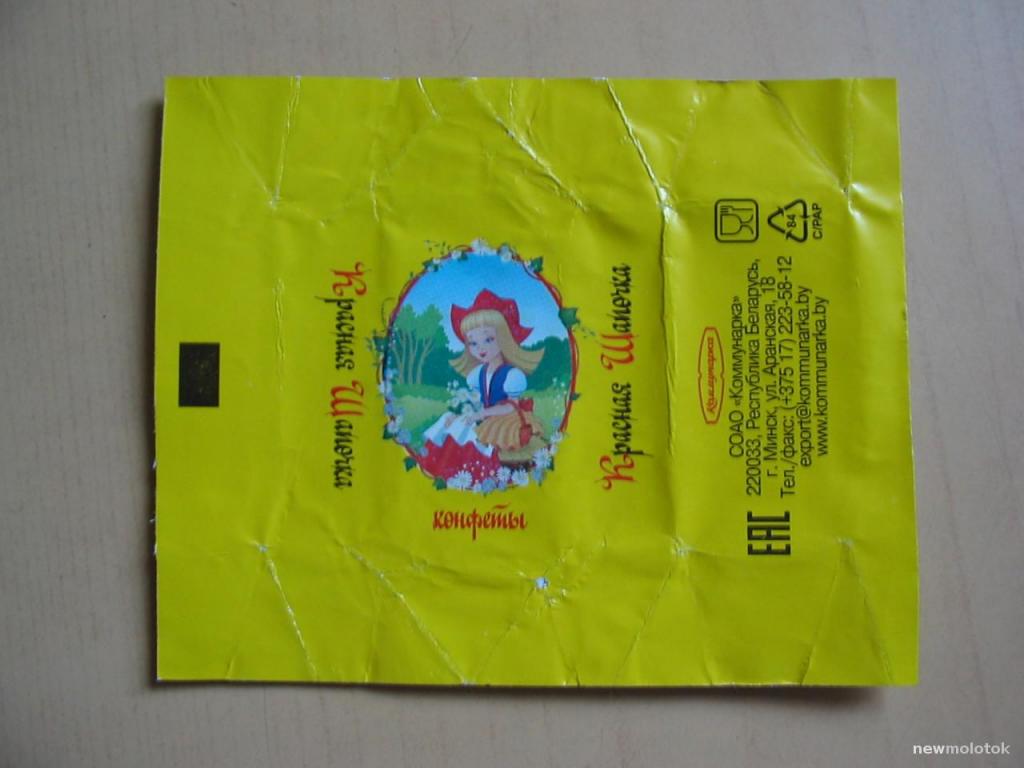 Красная Шапочка
конфеты
Красная Шапочка
Коммунарка
СОАО «Коммунарка»
220033, Республика Беларусь,
г. Минск, ул. Аранская, 18
Тел./факс: (+375 17) 223-58-12
export@kommunarka.by
www.kommunarka.by
EAC
84
C/PAP
newmolotok